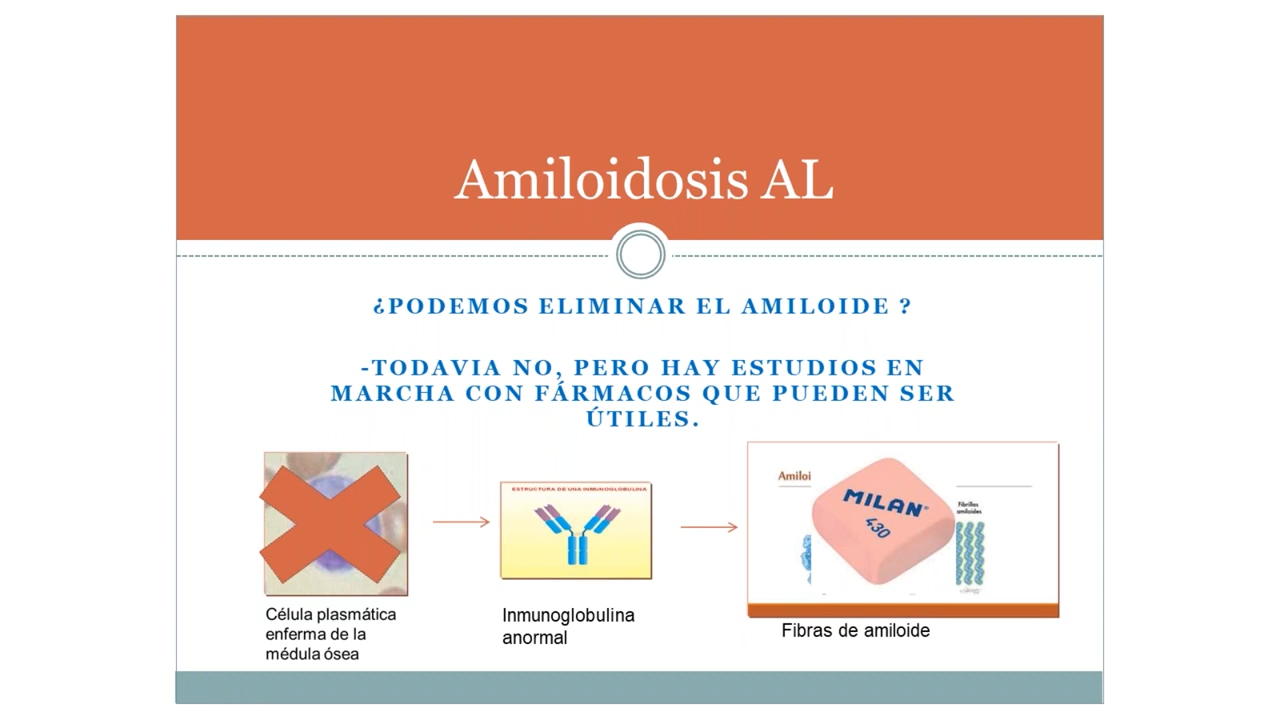 Amiloidosis AL
¿PODEMOS ELIMINAR EL AMILOIDE ?
-TODAVIA NO, PERO HAY ESTUDIOS EN
MARCHA CON FÁRMACOS QUE PUEDEN SER
ÚTILES.
ESTRUCTURA DE UNA INMUNOGLOBULINA
Amiloi
MILAN
430
Fibrillas
amiloides
Célula plasmática
enferma de la
médula ósea
Inmunoglobulina
anormal
Fibras de amiloide